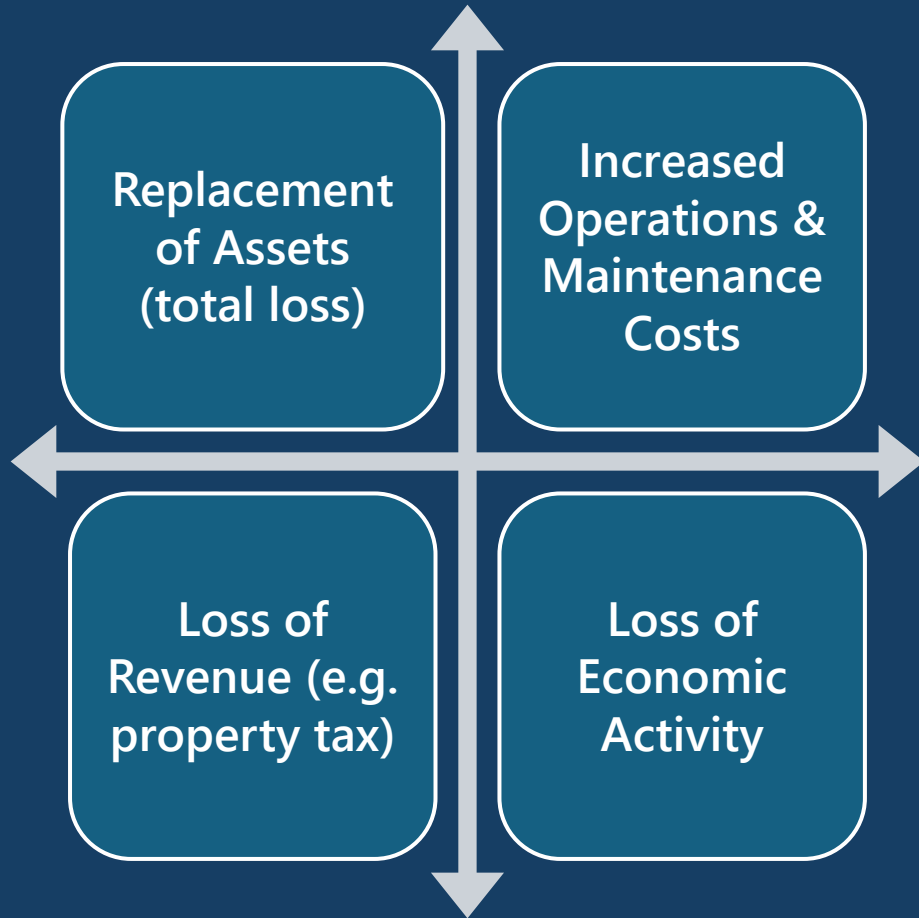 Replacement
of Assets
(total loss)
Increased
Operations &
Maintenance
Costs
Loss of
Revenue (e.g.
property tax)
Loss of
Economic
Activity